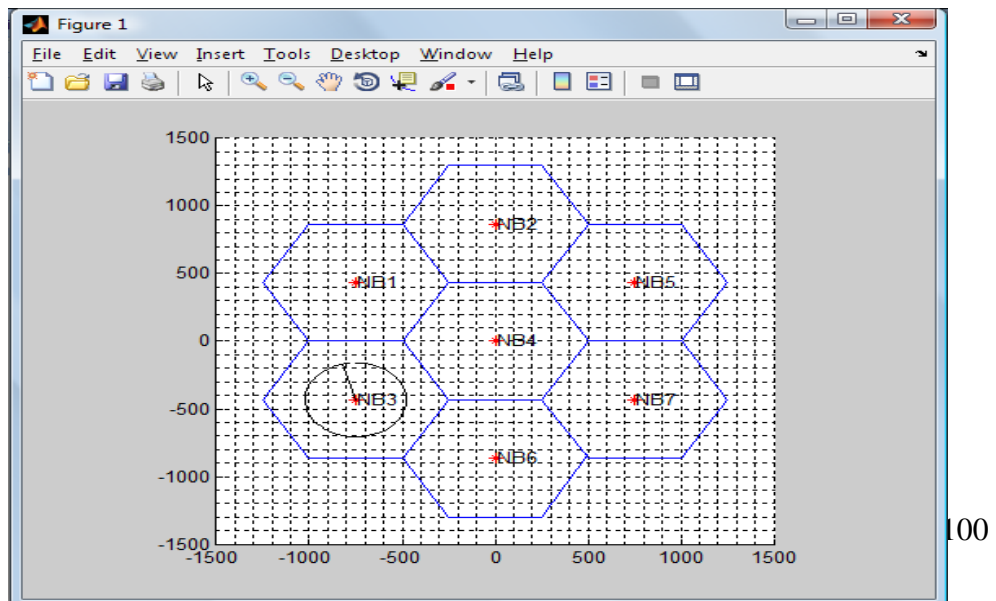 Figure 1
File Edit View Insert Tools Desktop Window Help
1500
1000
NB2
500
NB1
NB5
0
NB4
-500
NB3
NB7
NB6
-1000
-1500
-1500 -1000 -500 0 500 1000 1500
100